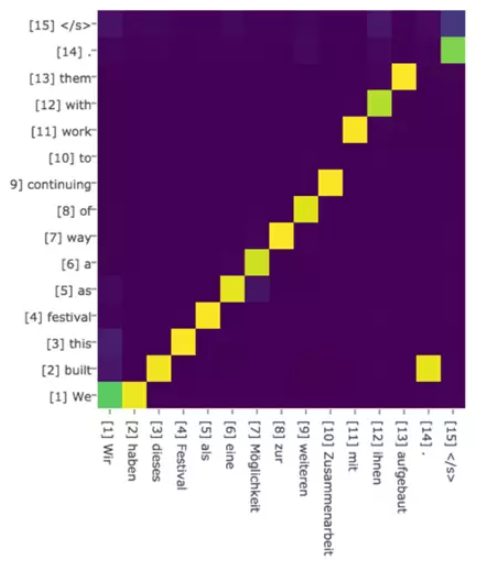 [15] </s>
[14] .
[13] them
[12] with
[11] work
[10] to
9] continuing
[8] of
[7] way
[6] a
[5] as
[4] festival
[3] this
[2] built
[1] We
[1] Wir
[2] haben
[3] dieses
[4] Festival
[5] als
[6] eine
[7] Möglichkeit
[8] zur
[9] weiteren
[10] Zusammenarbeit
[11] mit
[12] ihnen
[13] aufgebaut
[14] .
[15] </s>